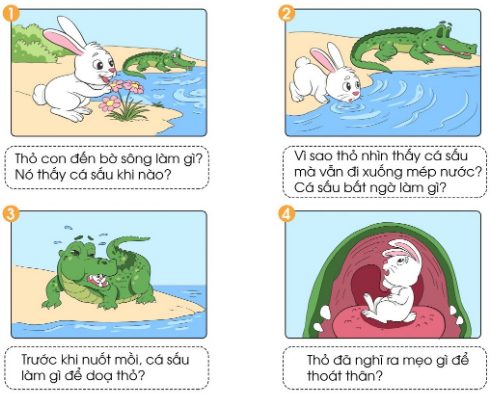 1
Thỏ con đến bờ sông làm gì?
Nó thấy cá sấu khi nào?
2
Vì sao thỏ nhìn thấy cá sấu
mà vẫn đi xuống mép nước?
Cá sấu bất ngờ làm gì?
3
Trước khi nuốt mồi, cá sấu
làm gì để doạ thỏ?
4
Thỏ đã nghĩ ra mẹo gì để
thoát thân?